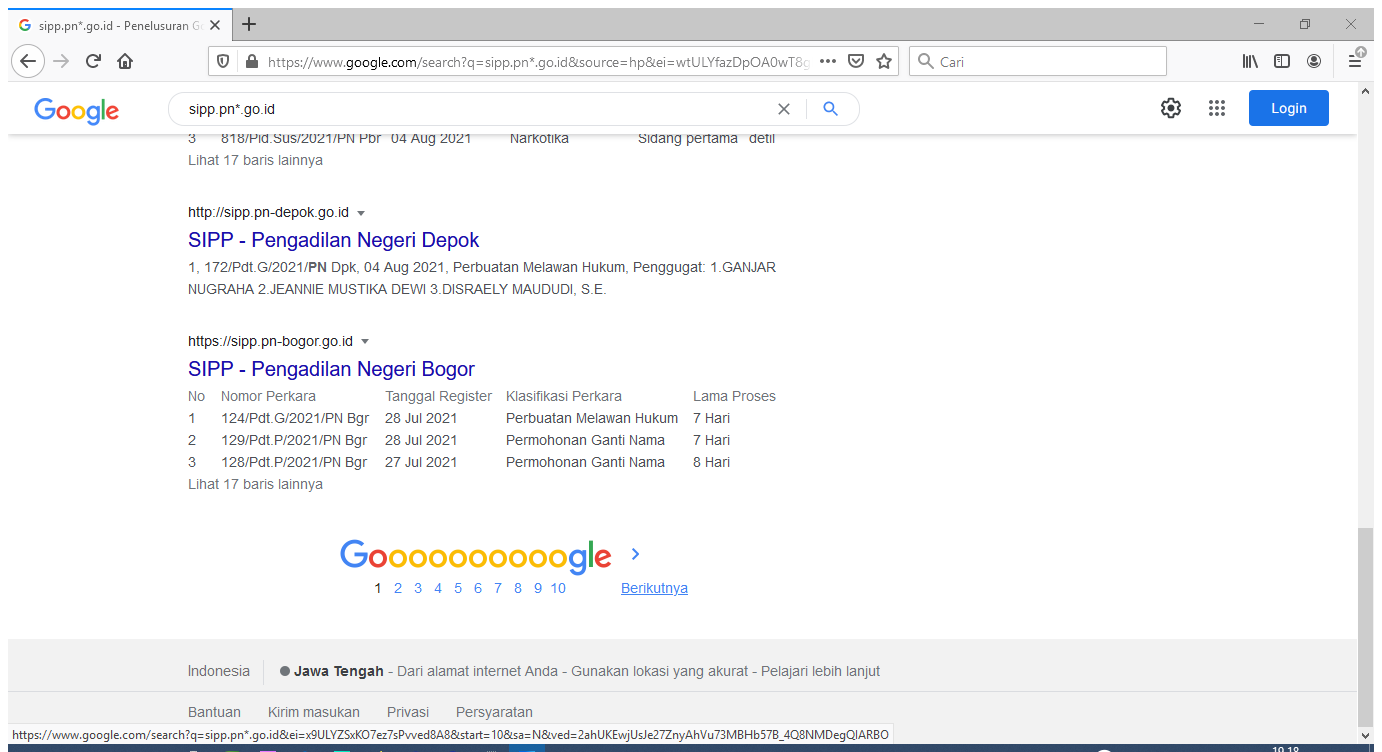 sipp.pn*.go.id - Penelusuran G
https://www.google.com/search?q=sipp.pn*.go.id&source=hp&ei=wtULYfazDpOA0wT8g
Cari
Google
sipp.pn*.go.id
Login
3 818/Pid.Sus/2021/PN Pbr 04 Aug 2021 Narkotika Sidang pertama detil
Lihat 17 baris lainnya
http://sipp.pn-depok.go.id
SIPP - Pengadilan Negeri Depok
1, 172/Pdt.G/2021/PN Dpk, 04 Aug 2021, Perbuatan Melawan Hukum, Penggugat: 1.GANJAR
NUGRAHA 2.JEANNIE MUSTIKA DEWI 3.DISRAELY MAUDUDI, S.E.
https://sipp.pn-bogor.go.id
SIPP - Pengadilan Negeri Bogor
No Nomor Perkara Tanggal Register Klasifikasi Perkara Lama Proses
1 124/Pdt.G/2021/PN Bgr 28 Jul 2021 Perbuatan Melawan Hukum 7 Hari
2 129/Pdt.P/2021/PN Bgr 28 Jul 2021 Permohonan Ganti Nama 7 Hari
3 128/Pdt.P/2021/PN Bgr 27 Jul 2021 Permohonan Ganti Nama 8 Hari
Lihat 17 baris lainnya
Goooooooooogle
1 2 3 4 5 6 7 8 9 10 Berikutnya
Indonesia Jawa Tengah - Dari alamat internet Anda - Gunakan lokasi yang akurat - Pelajari lebih lanjut
Bantuan Kirim masukan Privasi Persyaratan
https://www.google.com/search?q=sipp.pn*.go.id&ei=x9ULYZSxKO7ez7sPvved8A8&start=10&sa=N&ved=2ahUKEwjUsJe27ZnyAhVu73MBHb57B_4Q8NMDegQIARBO